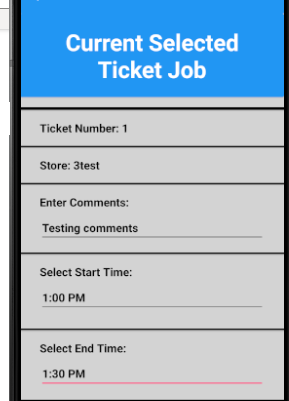 Current Selected
Ticket Job
Ticket Number: 1
Store: 3test
Enter Comments:
Testing comments
Select Start Time:
1:00 PM
Select End Time:
1:30 PM